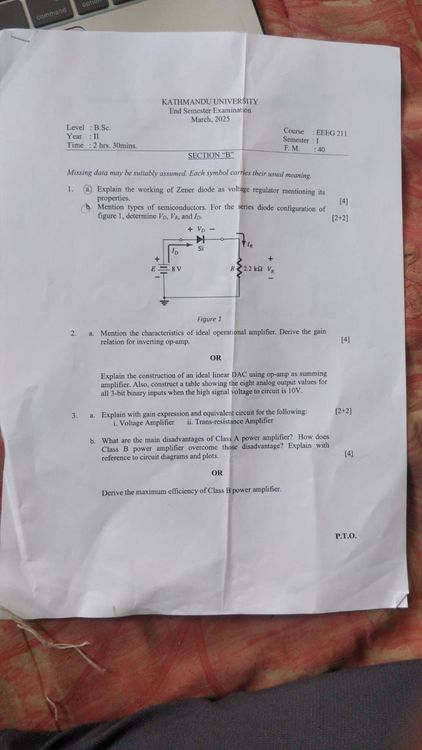 command
option
KATHMANDU UNIVERSITY
End Semester Examination
March, 2025
Level : B.Sc.
Year : II
Time : 2 hrs. 30mins.
Course : EEEG 211
Semester : I
F. M. : 40
SECTION "B"
Missing data may be suitably assumed. Each symbol carries their usual meaning.
1. a. Explain the working of Zener diode as voltage regulator mentioning its
properties. [4]
b. Mention types of semiconductors. For the series diode configuration of
figure 1, determine VD, VR, and ID. [2+2]
+ VD −
Si
ID
IR
+
E
8 V
−
R
2.2 kΩ
+
VR
−
Figure 1
2. a. Mention the characteristics of ideal operational amplifier. Derive the gain
relation for inverting op-amp. [4]
OR
Explain the construction of an ideal linear DAC using op-amp as summing
amplifier. Also, construct a table showing the eight analog output values for
all 3-bit binary inputs when the high signal voltage to circuit is 10V.
3. a. Explain with gain expression and equivalent circuit for the following: [2+2]
i. Voltage Amplifier ii. Trans-resistance Amplifier
b. What are the main disadvantages of Class A power amplifier? How does
Class B power amplifier overcome those disadvantage? Explain with
reference to circuit diagrams and plots. [4]
OR
Derive the maximum efficiency of Class B power amplifier.
P.T.O.